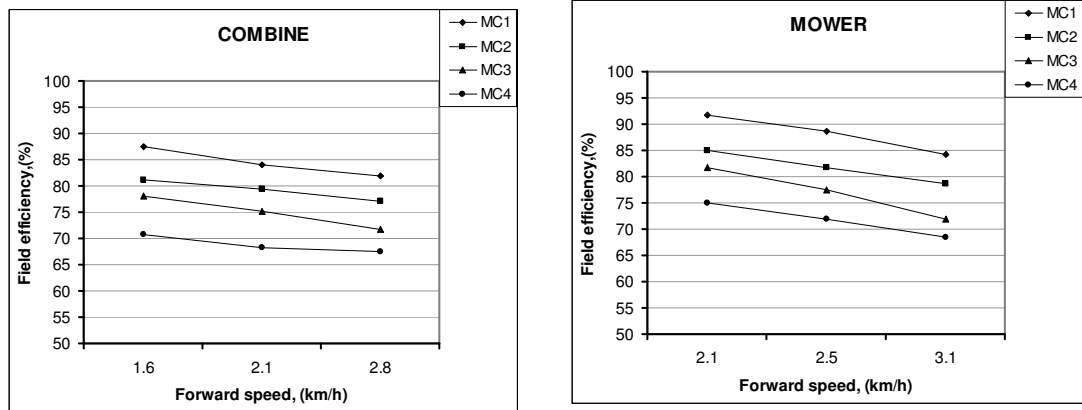 COMBINE
MC1
MC2
MC3
MC4
Field efficiency,(%)
100
95
90
85
80
75
70
65
60
55
50
1.6 2.1 2.8
Forward speed, (km/h)
MOWER
MC1
MC2
MC3
MC4
Field efficiency,(%)
100
95
90
85
80
75
70
65
60
55
50
2.1 2.5 3.1
Forward speed, (km/h)